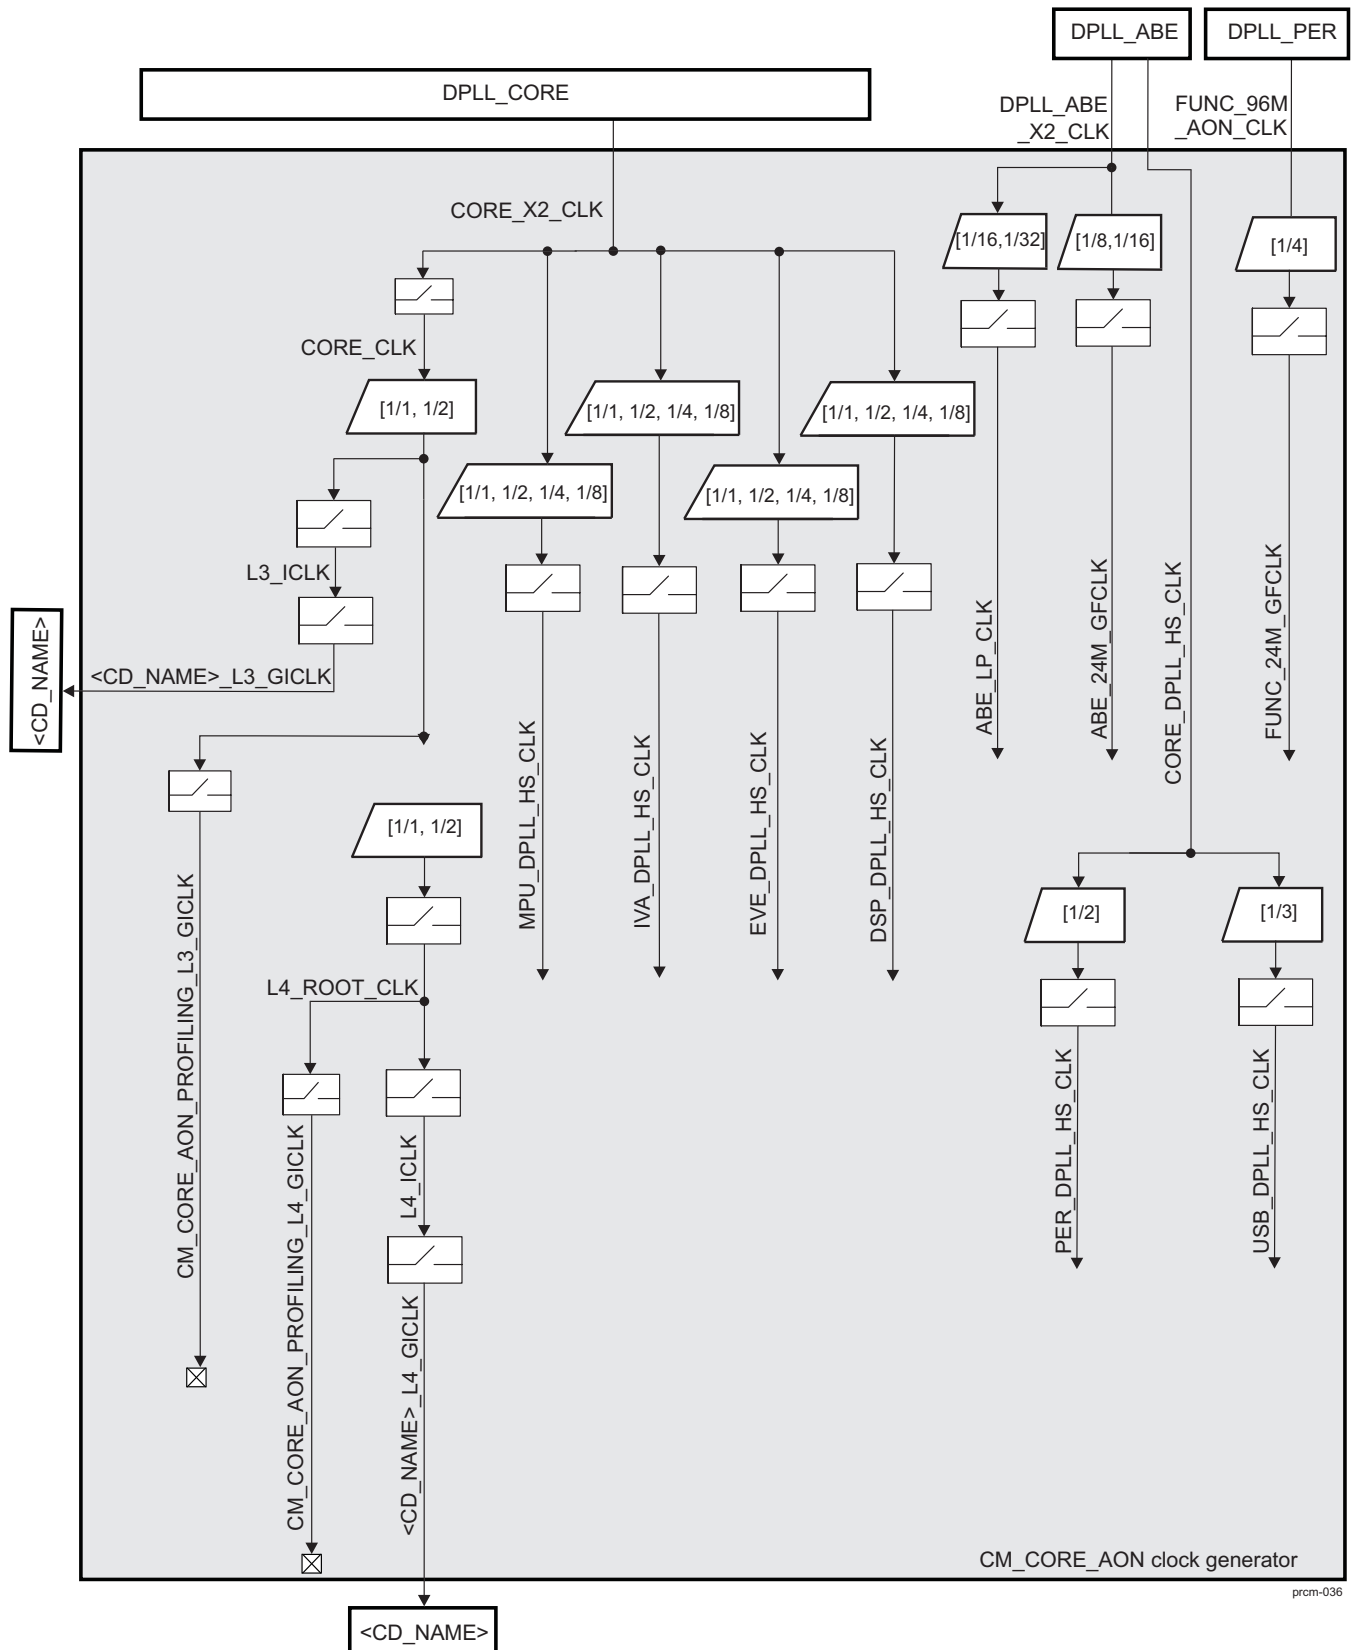 DPLL_ABE
DPLL_PER
DPLL_CORE
DPLL_ABE
_X2_CLK
FUNC_96M
_AON_CLK
CORE_X2_CLK
[1/16,1/32]
[1/8,1/16]
[1/4]
CORE_CLK
[1/1, 1/2]
[1/1, 1/2, 1/4, 1/8]
[1/1, 1/2, 1/4, 1/8]
[1/1, 1/2, 1/4, 1/8]
[1/1, 1/2, 1/4, 1/8]
L3_ICLK
<CD_NAME>
<CD_NAME>_L3_GICLK
MPU_DPLL_HS_CLK
IVA_DPLL_HS_CLK
EVE_DPLL_HS_CLK
DSP_DPLL_HS_CLK
ABE_LP_CLK
ABE_24M_GFCLK
CORE_DPLL_HS_CLK
FUNC_24M_GFCLK
[1/1, 1/2]
[1/2]
[1/3]
CM_CORE_AON_PROFILING_L3_GICLK
L4_ROOT_CLK
CM_CORE_AON_PROFILING_L4_GICLK
L4_ICLK
PER_DPLL_HS_CLK
USB_DPLL_HS_CLK
<CD_NAME>_L4_GICLK
CM_CORE_AON clock generator
prcm-036
<CD_NAME>